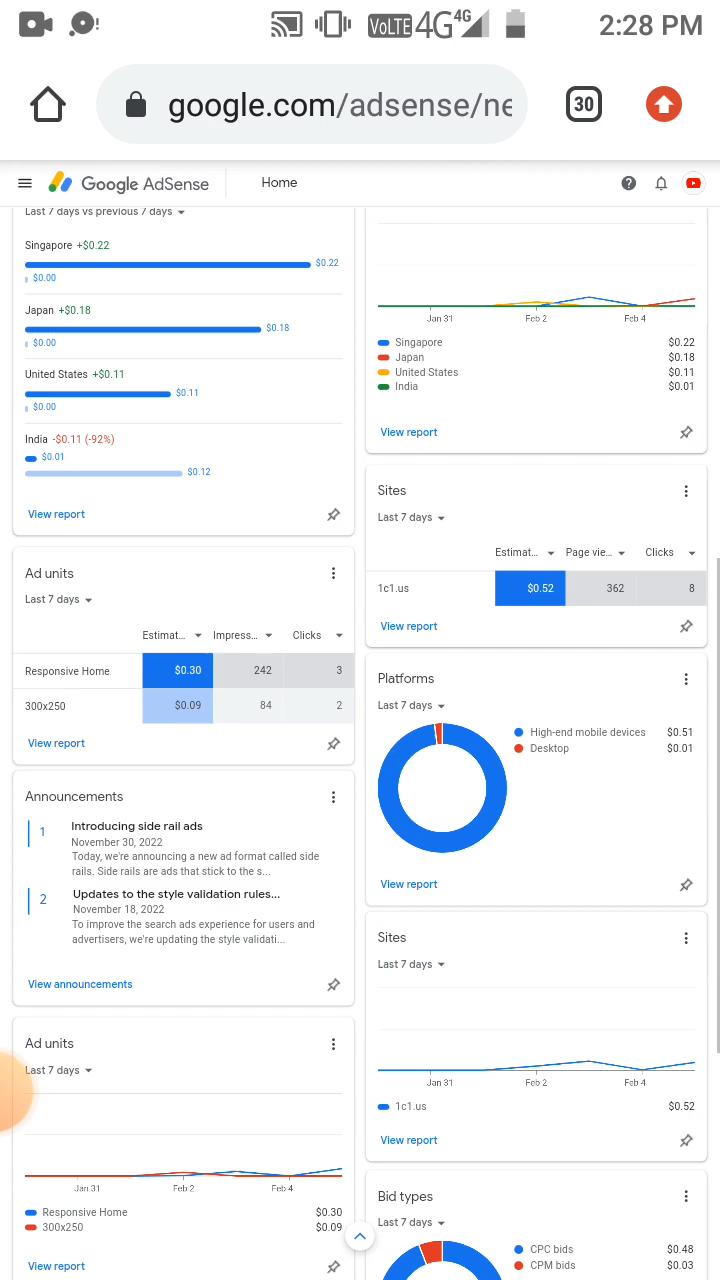 VoLTE 4G 4G 2:28 PM
google.com/adsense/ne
30
Google AdSense Home
Last 7 days vs previous 7 days
Singapore +$0.22
$0.22
$0.00
Japan +$0.18
$0.18
$0.00
United States +$0.11
$0.11
$0.00
India -$0.11 (-92%)
$0.01
$0.12
View report
Ad units
Last 7 days
Estimat... Impress... Clicks
Responsive Home $0.30 242 3
300x250 $0.09 84 2
View report
Announcements
1 Introducing side rail ads
November 30, 2022
Today, we're announcing a new ad format called side
rails. Side rails are ads that stick to the s...
2 Updates to the style validation rules...
November 18, 2022
To improve the search ads experience for users and
advertisers, we're updating the style validati...
View announcements
Ad units
Last 7 days
Jan 31 Feb 2 Feb 4
Responsive Home $0.30
300x250 $0.09
View report
Jan 31 Feb 2 Feb 4
Singapore $0.22
Japan $0.18
United States $0.11
India $0.01
View report
Sites
Last 7 days
Estimat... Page vie... Clicks
1c1.us $0.52 362 8
View report
Platforms
Last 7 days
High-end mobile devices $0.51
Desktop $0.01
View report
Sites
Last 7 days
Jan 31 Feb 2 Feb 4
1c1.us $0.52
View report
Bid types
Last 7 days
CPC bids $0.48
CPM bids $0.03